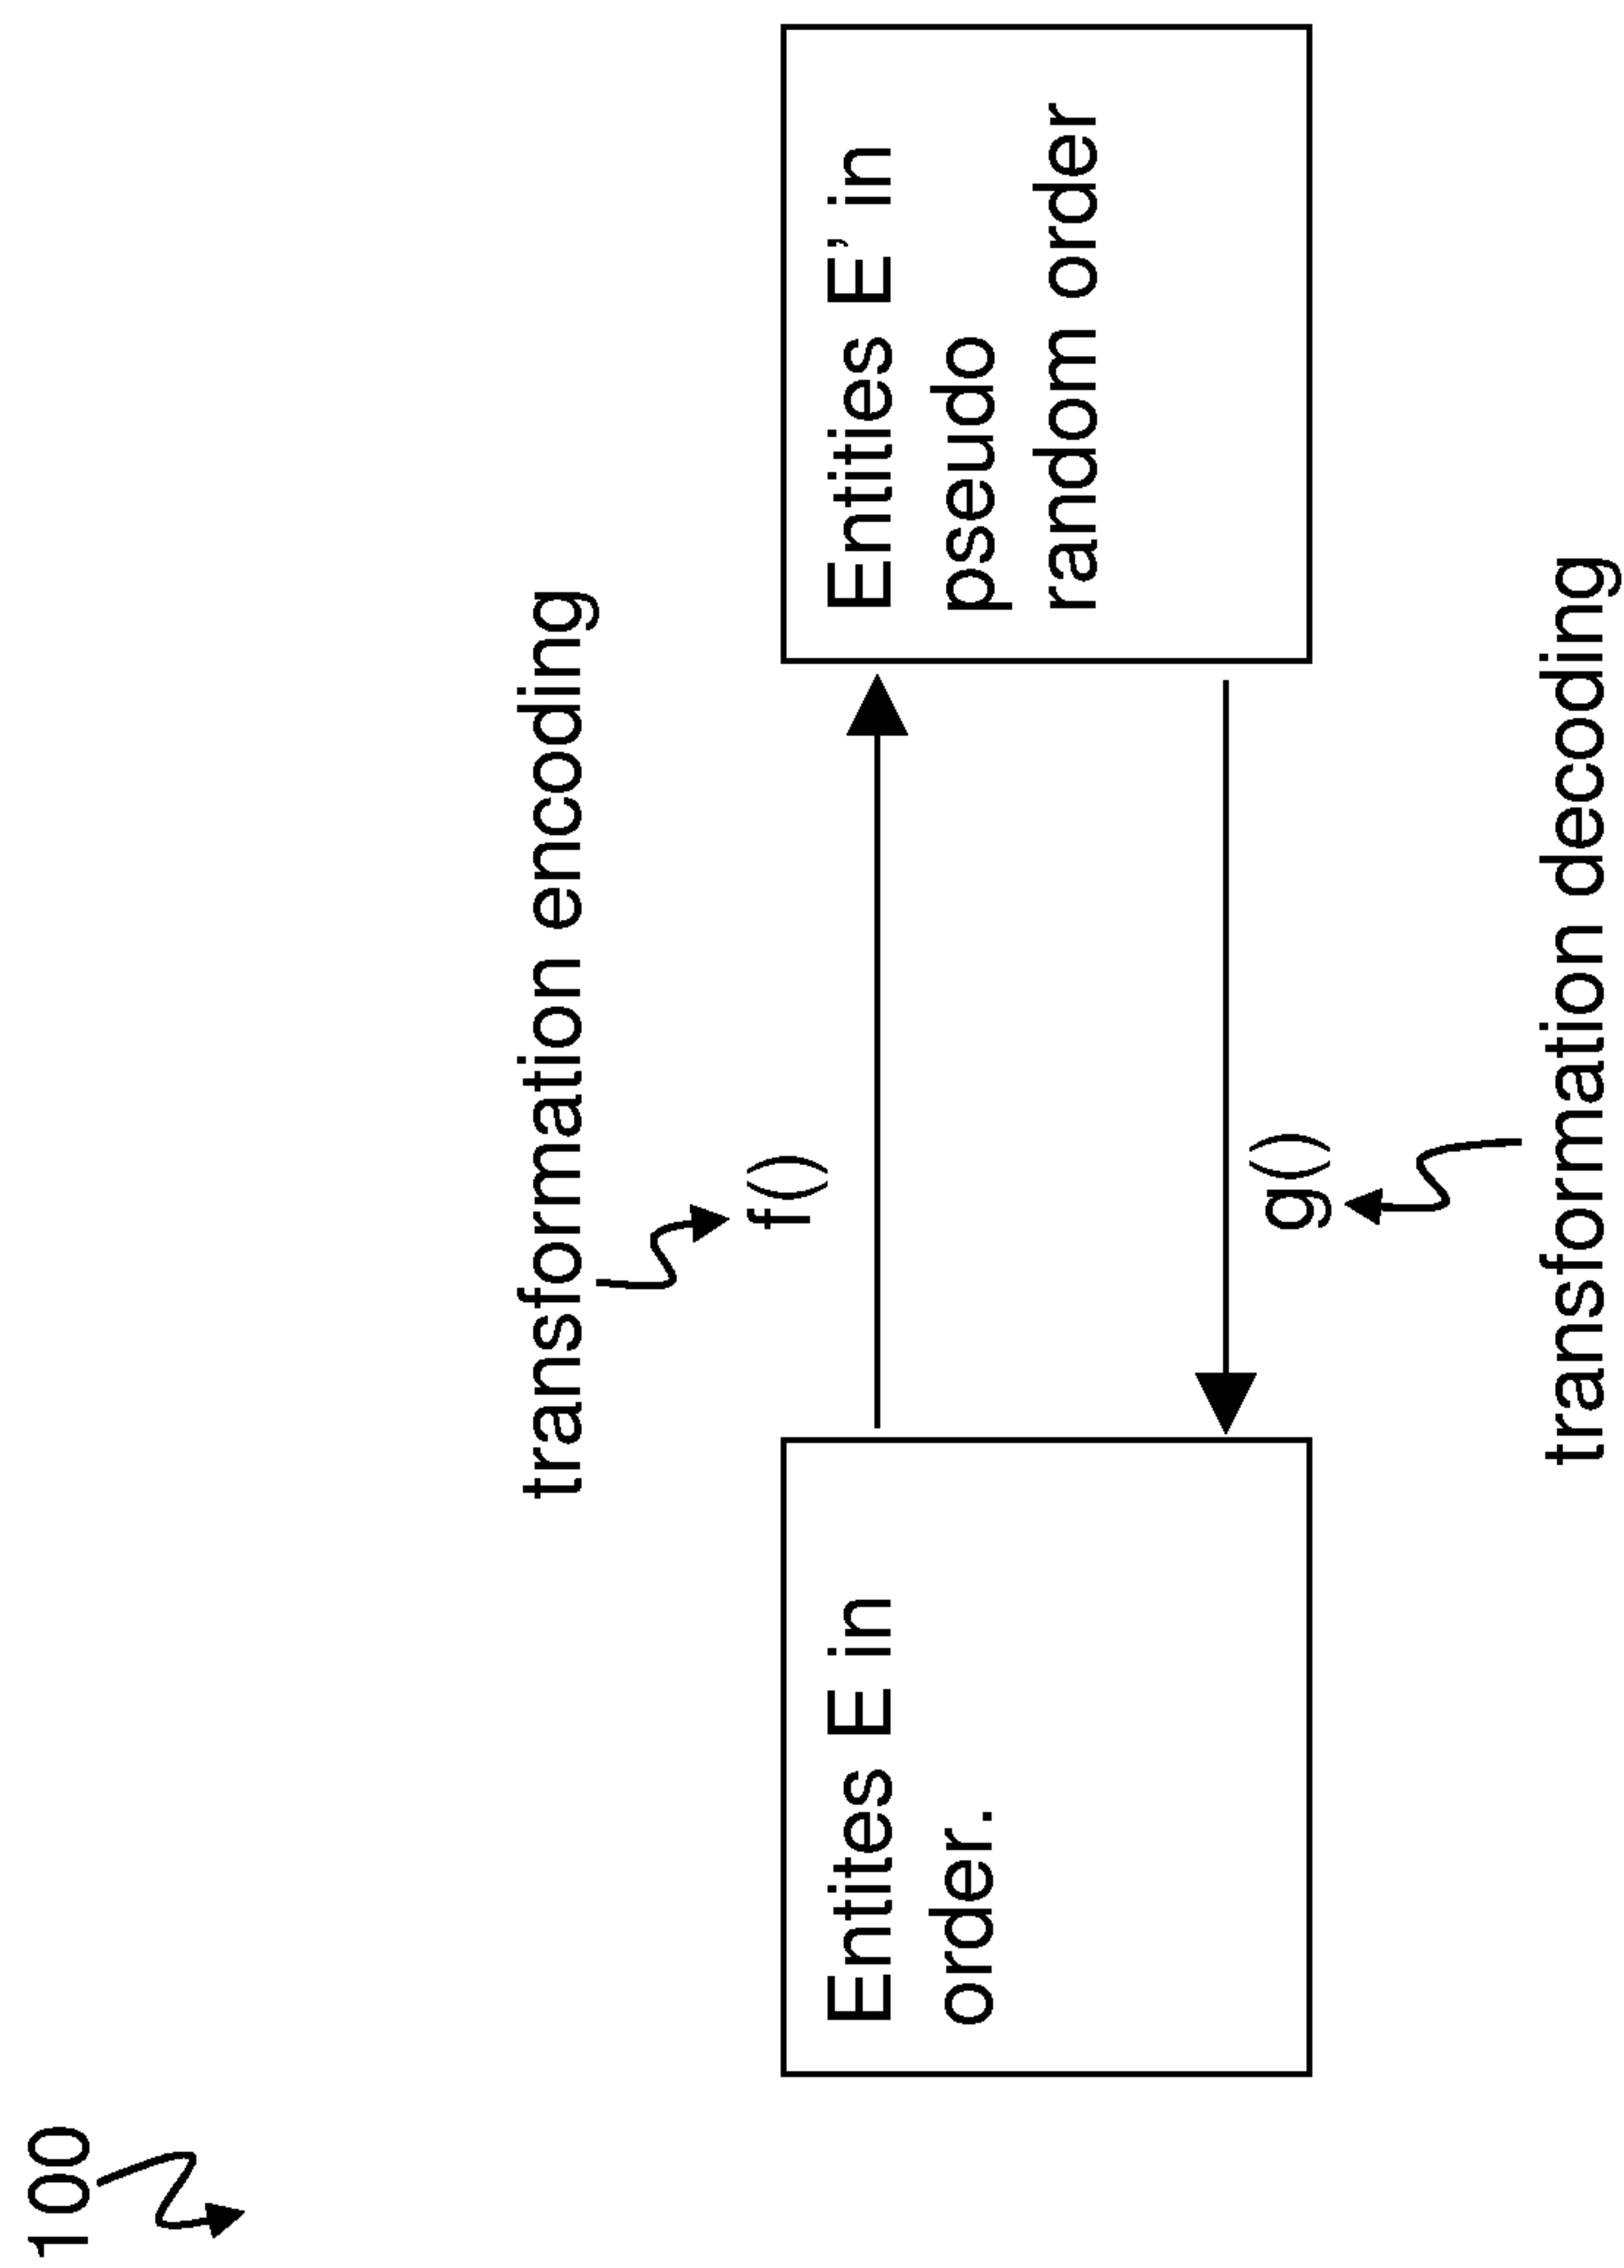 100
transformation encoding
f()
Entites E in
order.
Entities E’ in
pseudo
random order
g()
transformation decoding